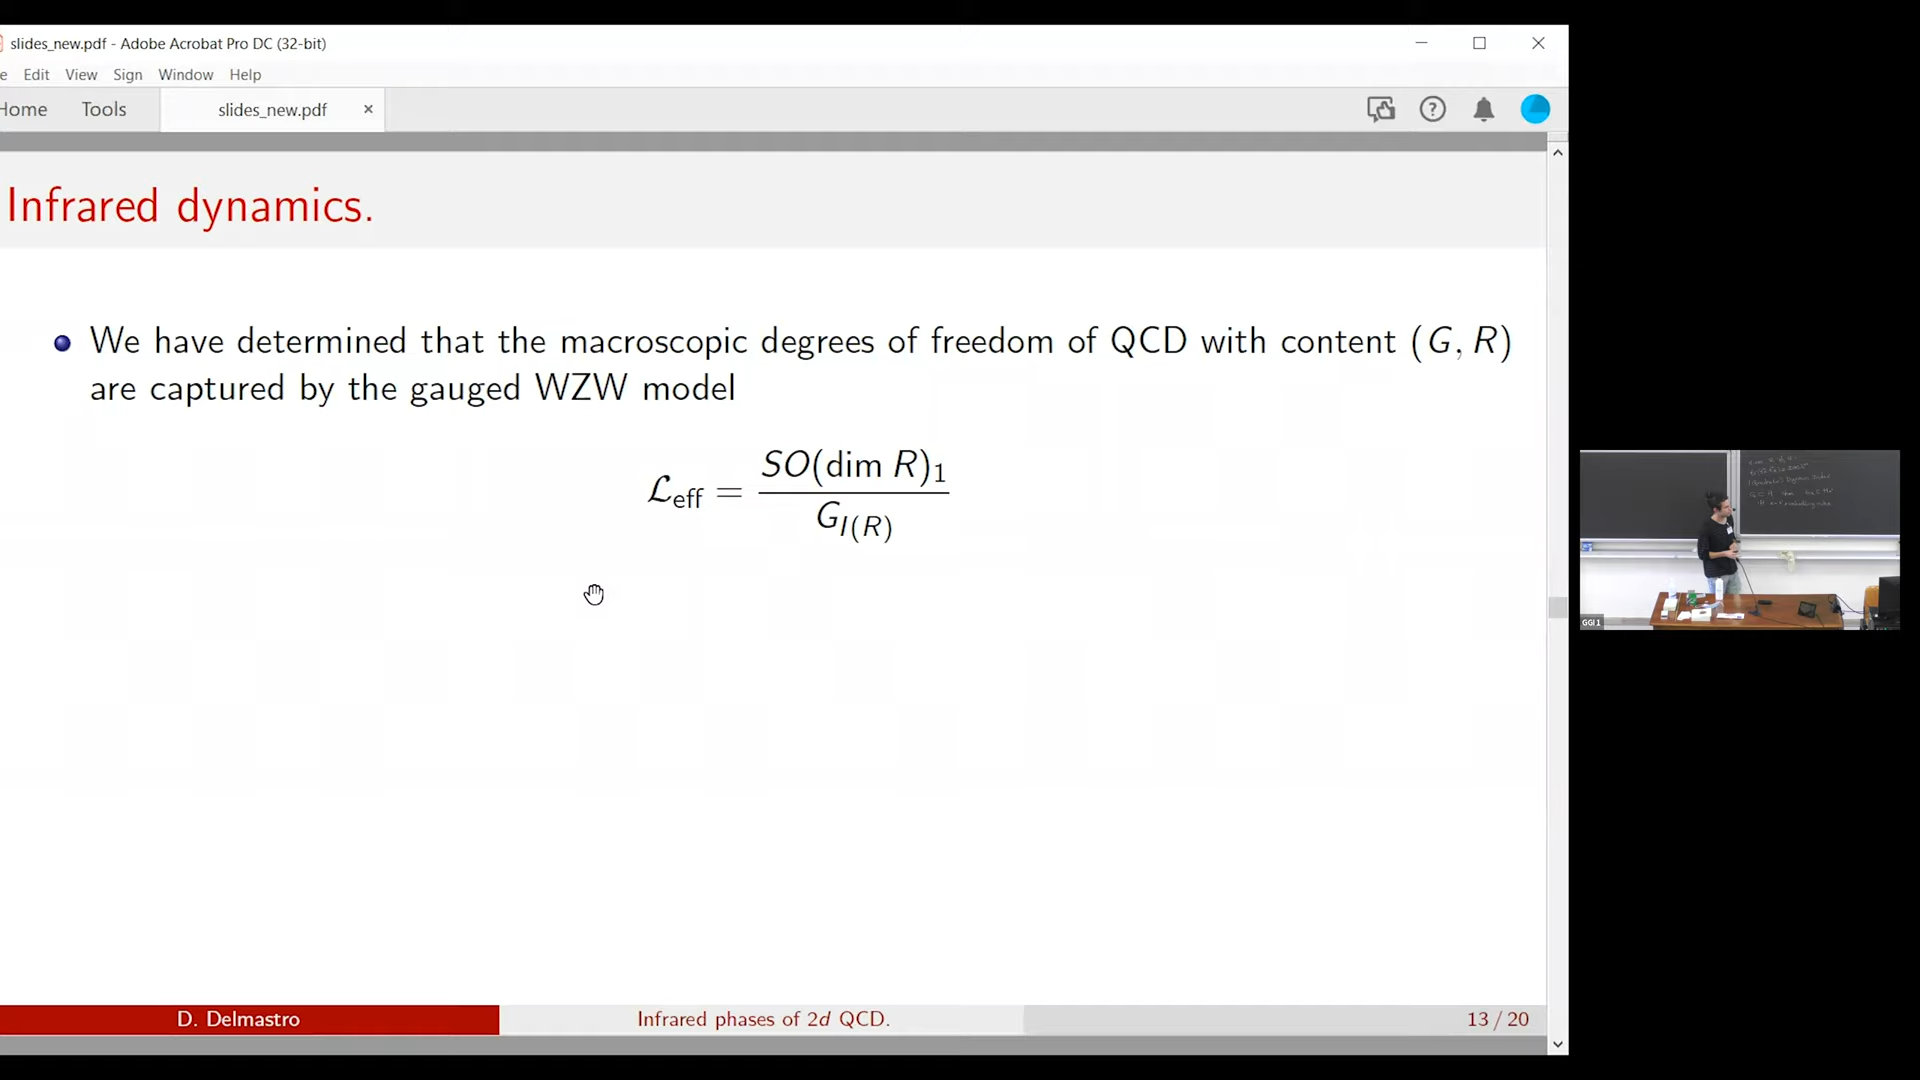 slides_new.pdf - Adobe Acrobat Pro DC (32-bit)
e Edit View Sign Window Help
Home Tools slides_new.pdf ×
Infrared dynamics.
We have determined that the macroscopic degrees of freedom of QCD with content (G, R)
are captured by the gauged WZW model
ℒ_eff = SO(dim R)_1 / G_I(R)
GGI 1
D. Delmastro Infrared phases of 2d QCD. 13 / 20